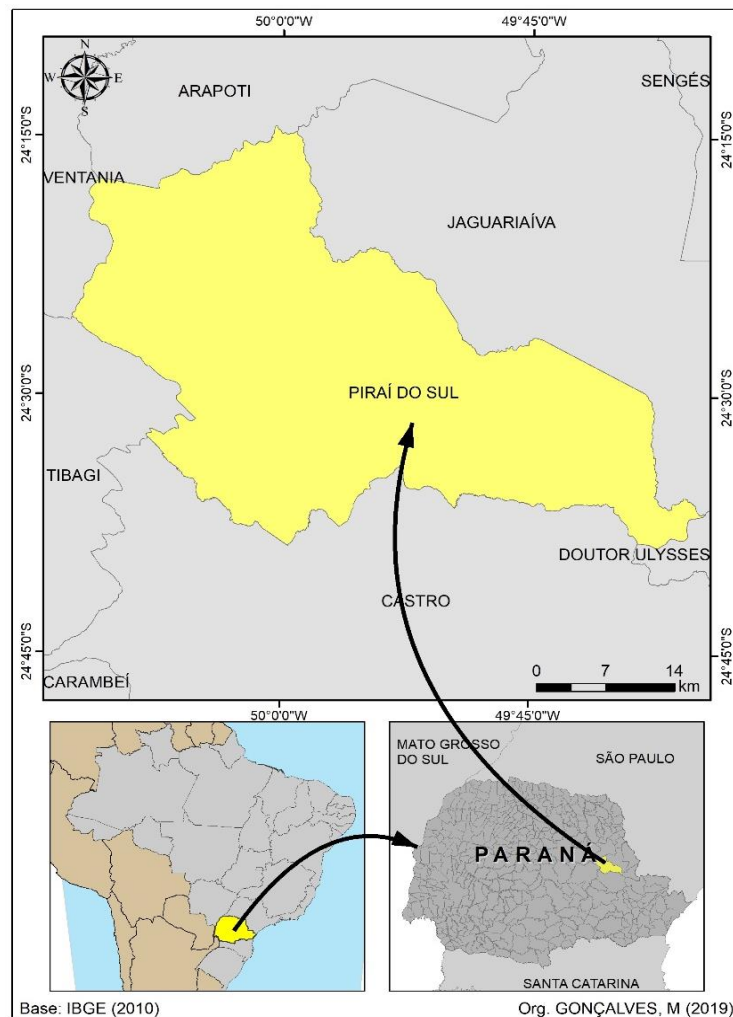 50°0'0"W
49°45'0"W
N
W
E
S
ARAPOTI
SENGÉS
24°15'0"S
24°15'0"S
VENTANIA
JAGUARIAÍVA
PIRAÍ DO SUL
24°30'0"S
24°30'0"S
TIBAGI
DOUTOR ULYSSES
CASTRO
24°45'0"S
24°45'0"S
CARAMBEÍ
0 7 14
km
50°0'0"W
49°45'0"W
MATO GROSSO
DO SUL
SÃO PAULO
PARANÁ
SANTA CATARINA
Base: IBGE (2010)
Org. GONÇALVES, M (2019)